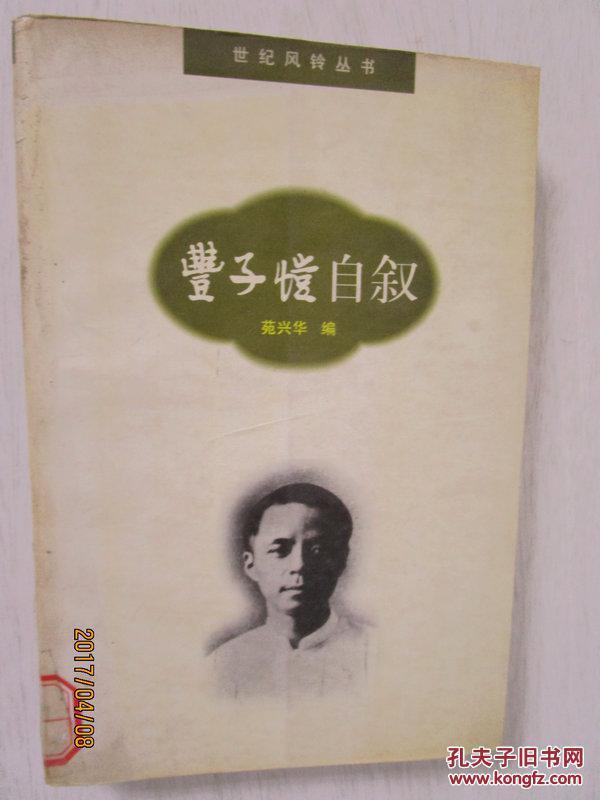 世纪风铃丛书
豐子愷自叙
苑兴华 编
2017/04/08
孔夫子旧书网
www.kongfz.com